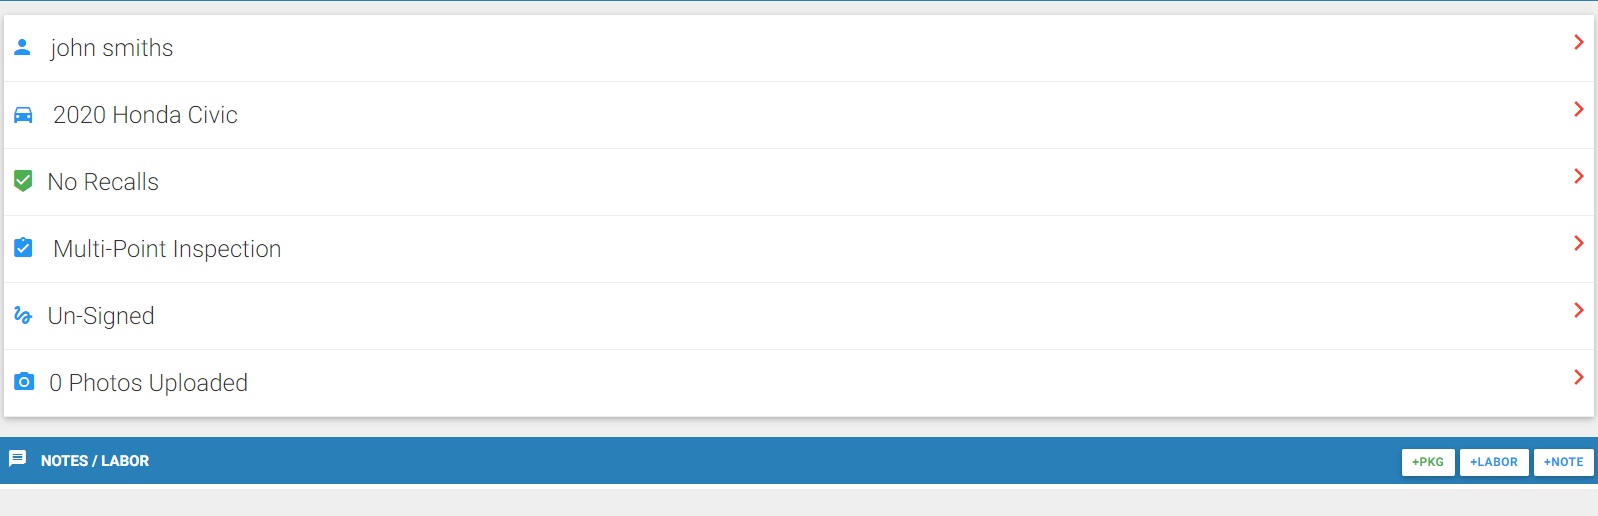 john smiths
2020 Honda Civic
No Recalls
Multi-Point Inspection
Un-Signed
0 Photos Uploaded
NOTES / LABOR +PKG +LABOR +NOTE